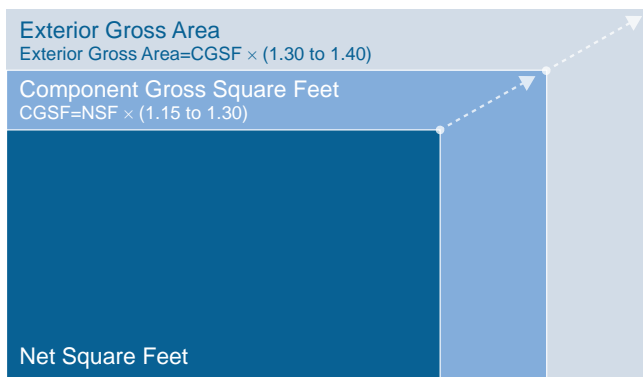 Exterior Gross Area
Exterior Gross Area=CGSF × (1.30 to 1.40)
Component Gross Square Feet
CGSF=NSF × (1.15 to 1.30)
Net Square Feet